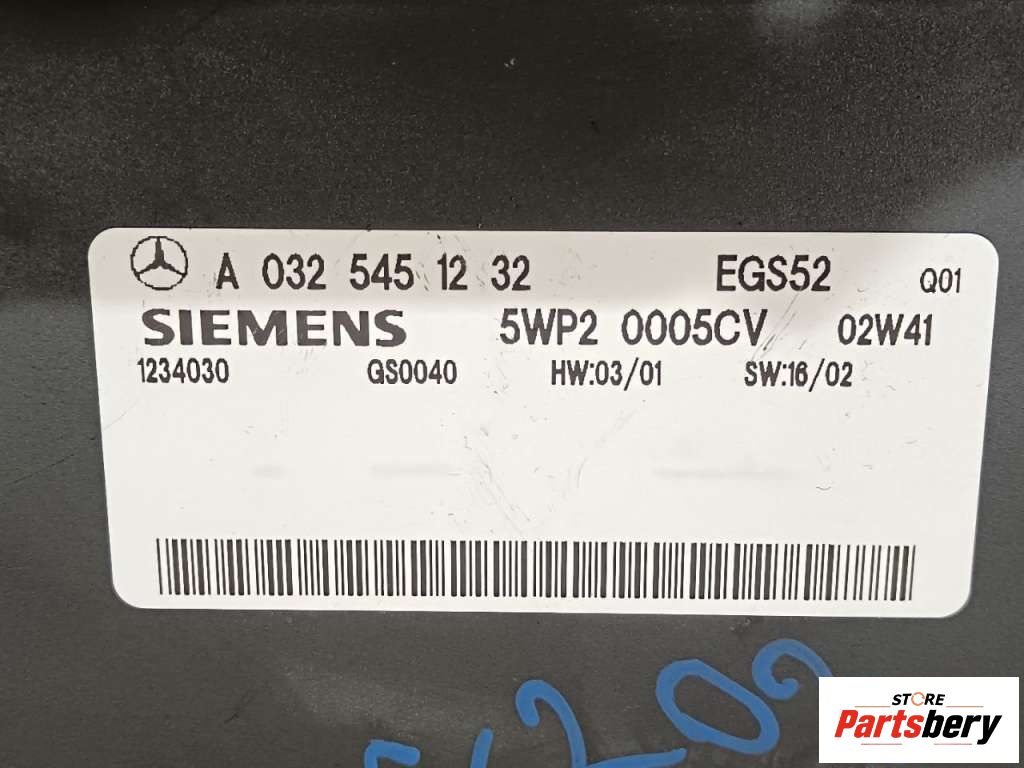 A 032 545 12 32 EGS52 Q01
SIEMENS 5WP2 0005CV 02W41
1234030 GS0040 HW:03/01 SW:16/02
STORE
Partsbery